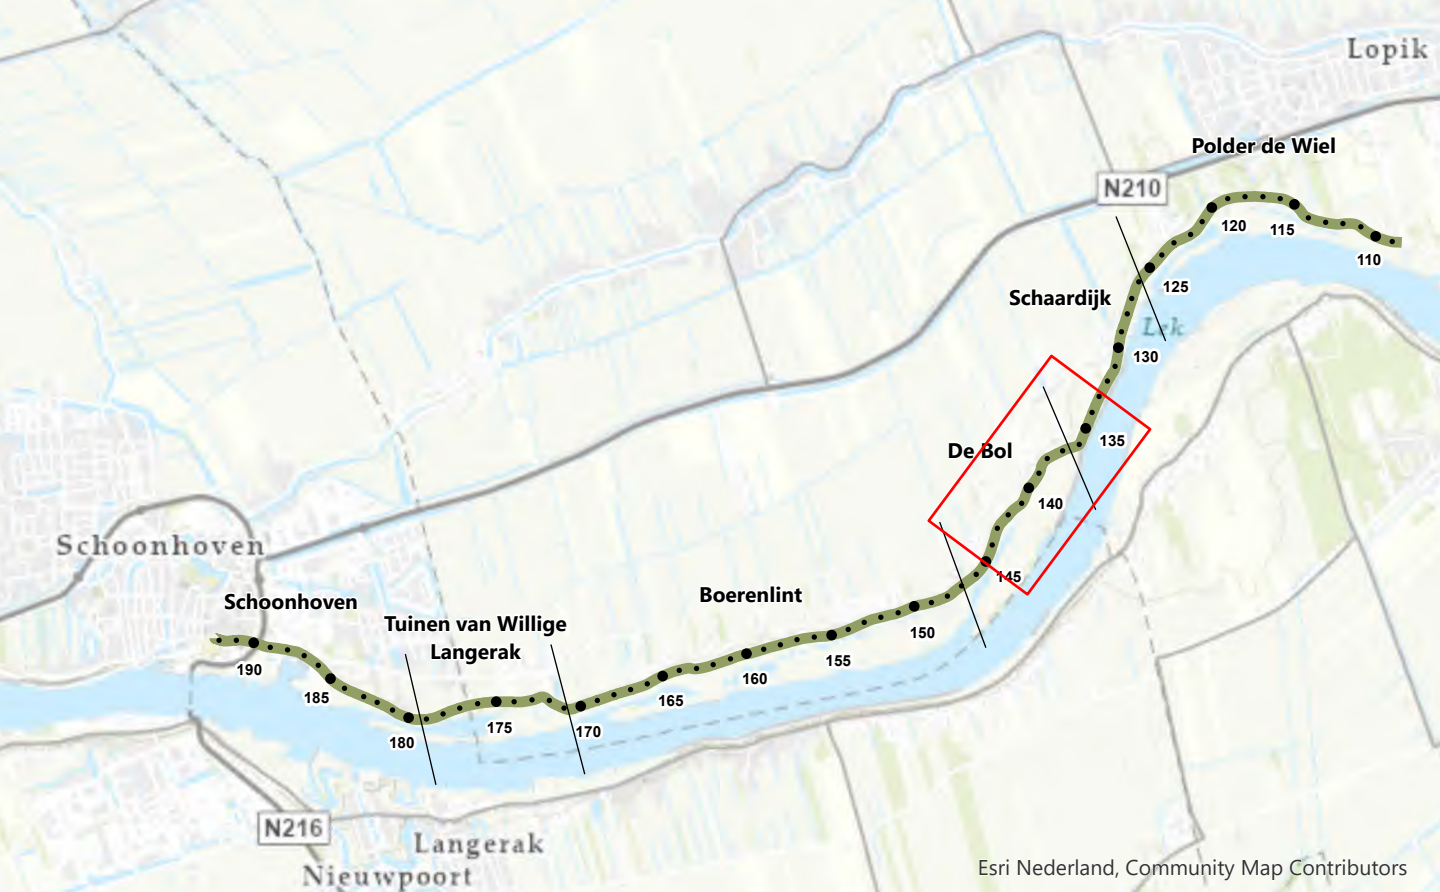 Lopik
Polder de Wiel
N210
120
115
110
125
Schaardijk
Lek
130
135
De Bol
140
145
Schoonhoven
Boerenlint
Schoonhoven
Tuinen van Willige
Langerak
150
155
160
190
185
165
175
170
180
N216
Langerak
Nieuwpoort
Esri Nederland, Community Map Contributors